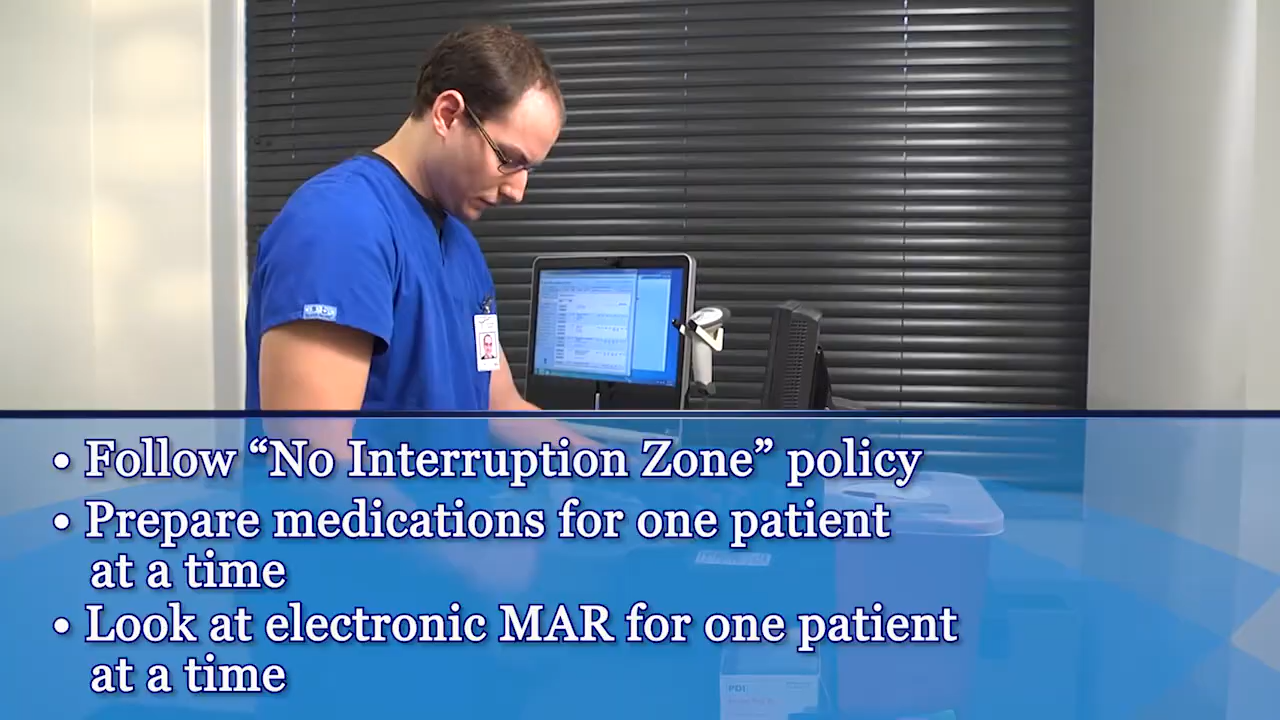 • Follow “No Interruption Zone” policy
• Prepare medications for one patient
at a time
• Look at electronic MAR for one patient
at a time
PDI